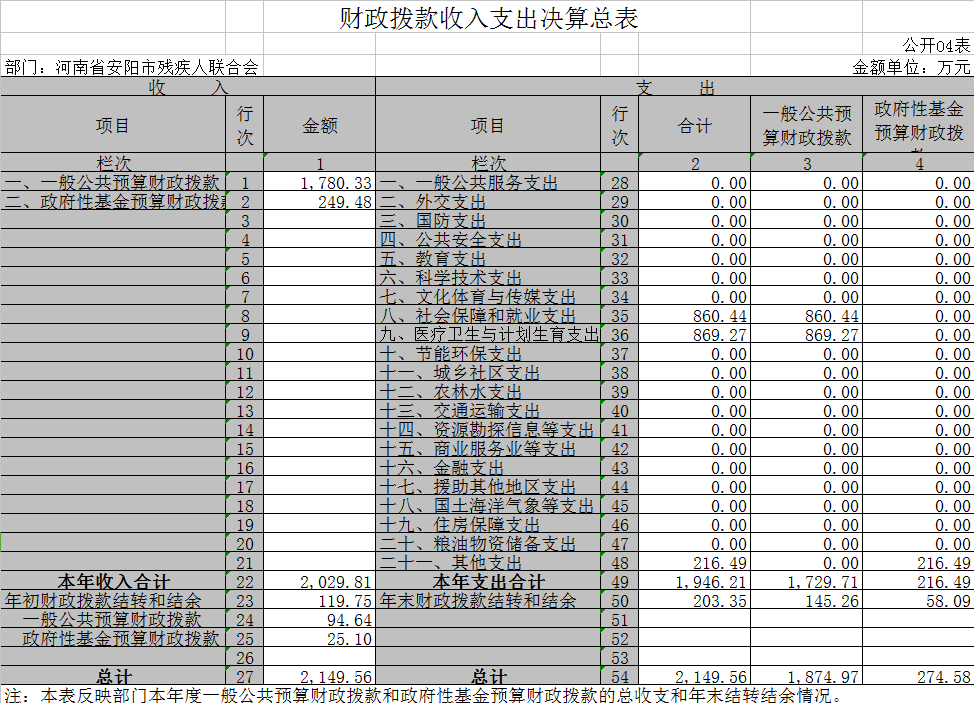 财政拨款收入支出决算总表
公开04表
部门：河南省安阳市残疾人联合会 金额单位：万元
收 入 支 出
项目 行次 金额 项目 行次 合计 一般公共预算财政拨款 政府性基金预算财政拨
栏次 1 栏次 2 3 4
一、一般公共预算财政拨款 1 1,780.33 一、一般公共服务支出 28 0.00 0.00 0.00
二、政府性基金预算财政拨 2 249.48 二、外交支出 29 0.00 0.00 0.00
3 三、国防支出 30 0.00 0.00 0.00
4 四、公共安全支出 31 0.00 0.00 0.00
5 五、教育支出 32 0.00 0.00 0.00
6 六、科学技术支出 33 0.00 0.00 0.00
7 七、文化体育与传媒支出 34 0.00 0.00 0.00
8 八、社会保障和就业支出 35 860.44 860.44 0.00
9 九、医疗卫生与计划生育支出 36 869.27 869.27 0.00
10 十、节能环保支出 37 0.00 0.00 0.00
11 十一、城乡社区支出 38 0.00 0.00 0.00
12 十二、农林水支出 39 0.00 0.00 0.00
13 十三、交通运输支出 40 0.00 0.00 0.00
14 十四、资源勘探信息等支出 41 0.00 0.00 0.00
15 十五、商业服务业等支出 42 0.00 0.00 0.00
16 十六、金融支出 43 0.00 0.00 0.00
17 十七、援助其他地区支出 44 0.00 0.00 0.00
18 十八、国土海洋气象等支出 45 0.00 0.00 0.00
19 十九、住房保障支出 46 0.00 0.00 0.00
20 二十、粮油物资储备支出 47 0.00 0.00 0.00
21 二十一、其他支出 48 216.49 0.00 216.49
本年收入合计 22 2,029.81 本年支出合计 49 1,946.21 1,729.71 216.49
年初财政拨款结转和结余 23 119.75 年末财政拨款结转和结余 50 203.35 145.26 58.09
一般公共预算财政拨款 24 94.64 51
政府性基金预算财政拨款 25 25.10 52
26 53
总计 27 2,149.56 总计 54 2,149.56 1,874.97 274.58
注：本表反映部门本年度一般公共预算财政拨款和政府性基金预算财政拨款的总收支和年末结转结余情况。